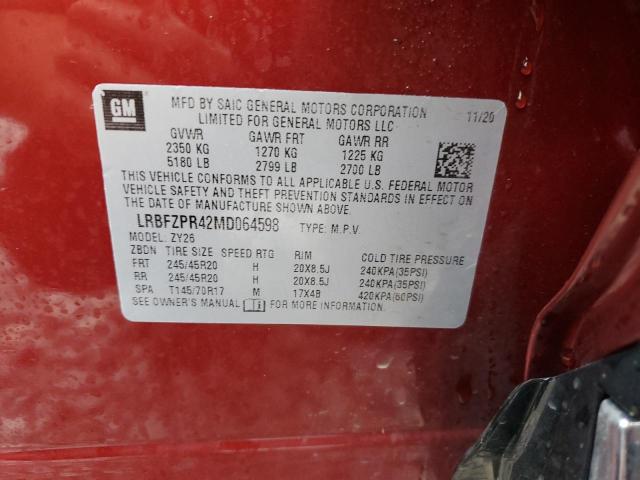 GM
MFD BY SAIC GENERAL MOTORS CORPORATION 11/20
LIMITED FOR GENERAL MOTORS LLC
GVWR GAWR FRT GAWR RR
2350 KG 1270 KG 1225 KG
5180 LB 2799 LB 2700 LB
THIS VEHICLE CONFORMS TO ALL APPLICABLE U.S. FEDERAL MOTOR
VEHICLE SAFETY AND THEFT PREVENTION STANDARDS IN EFFECT ON
THE DATE OF MANUFACTURE SHOWN ABOVE.
LRBFZPR42MD064598 TYPE: M.P.V.
MODEL: ZY26
ZBDN TIRE SIZE SPEED RTG RIM COLD TIRE PRESSURE
FRT 245/45R20 H 20X8.5J 240KPA(35PSI)
RR 245/45R20 H 20X8.5J 240KPA(35PSI)
SPA T145/70R17 M 17X4B 420KPA(60PSI)
SEE OWNER'S MANUAL FOR MORE INFORMATION.